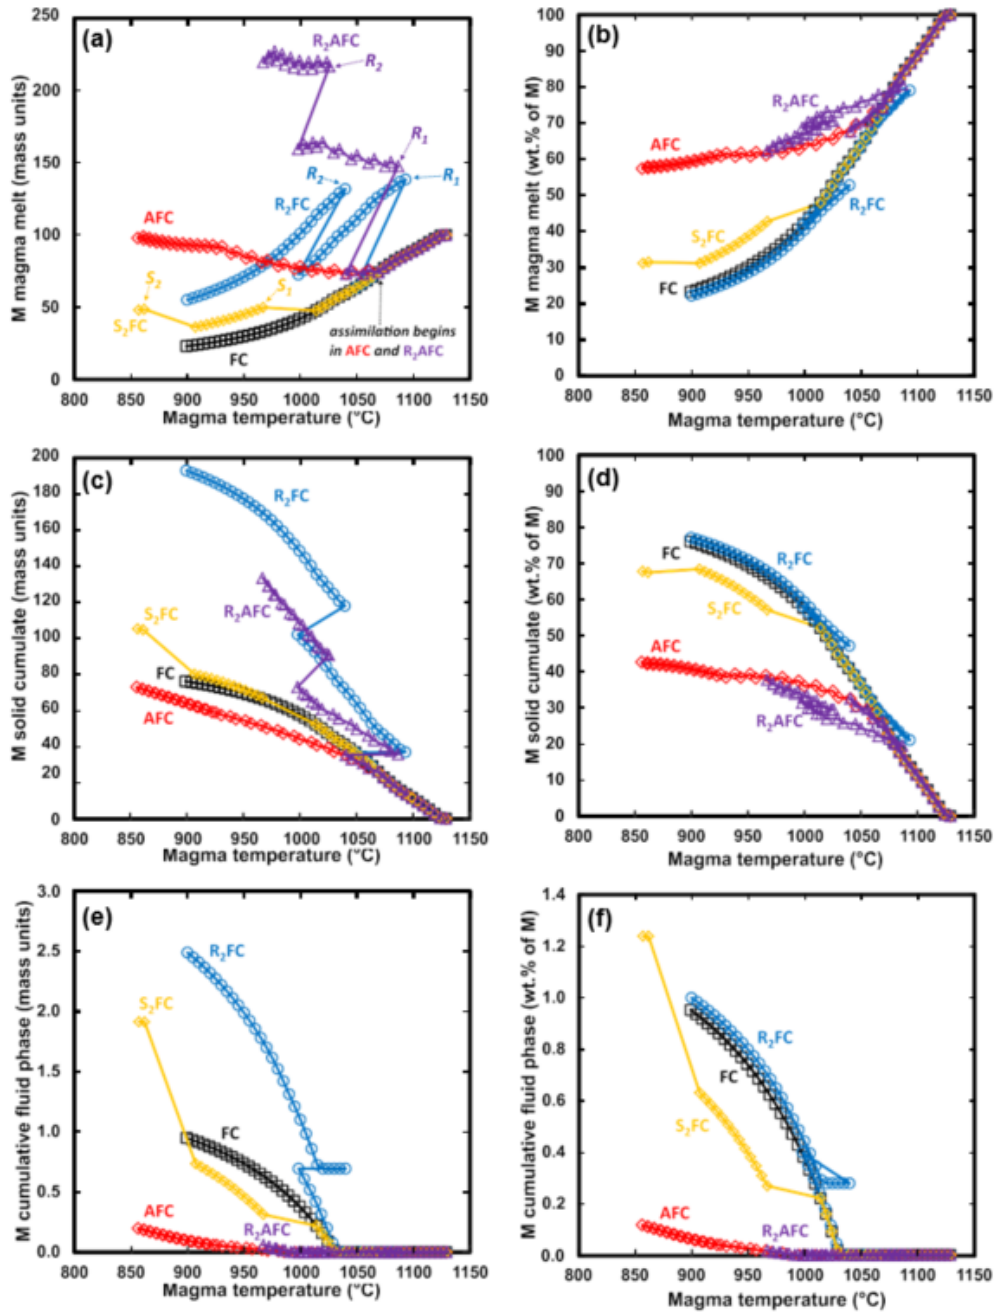 (a)
M magma melt (mass units)
250
200
150
100
50
0
R₂AFC
R₂
R₁
R₂
R₁
R₂FC
AFC
S₂
S₁
S₂FC
FC
assimilation begins
in AFC and R₂AFC
800 850 900 950 1000 1050 1100 1150
Magma temperature (°C)
(b)
M magma melt (wt.% of M)
100
90
80
70
60
50
40
30
20
10
0
R₂AFC
AFC
S₂FC
R₂FC
FC
800 850 900 950 1000 1050 1100 1150
Magma temperature (°C)
(c)
M solid cumulate (mass units)
200
180
160
140
120
100
80
60
40
20
0
R₂FC
R₂AFC
S₂FC
FC
AFC
800 850 900 950 1000 1050 1100 1150
Magma temperature (°C)
(d)
M solid cumulate (wt.% of M)
100
90
80
70
60
50
40
30
20
10
0
FC
R₂FC
S₂FC
AFC
R₂AFC
800 850 900 950 1000 1050 1100 1150
Magma temperature (°C)
(e)
M cumulative fluid phase (mass units)
3.0
2.5
2.0
1.5
1.0
0.5
0.0
R₂FC
S₂FC
FC
AFC
R₂AFC
800 850 900 950 1000 1050 1100 1150
Magma temperature (°C)
(f)
M cumulative fluid phase (wt.% of M)
1.4
1.2
1.0
0.8
0.6
0.4
0.2
0.0
R₂FC
FC
S₂FC
AFC
R₂AFC
800 850 900 950 1000 1050 1100 1150
Magma temperature (°C)